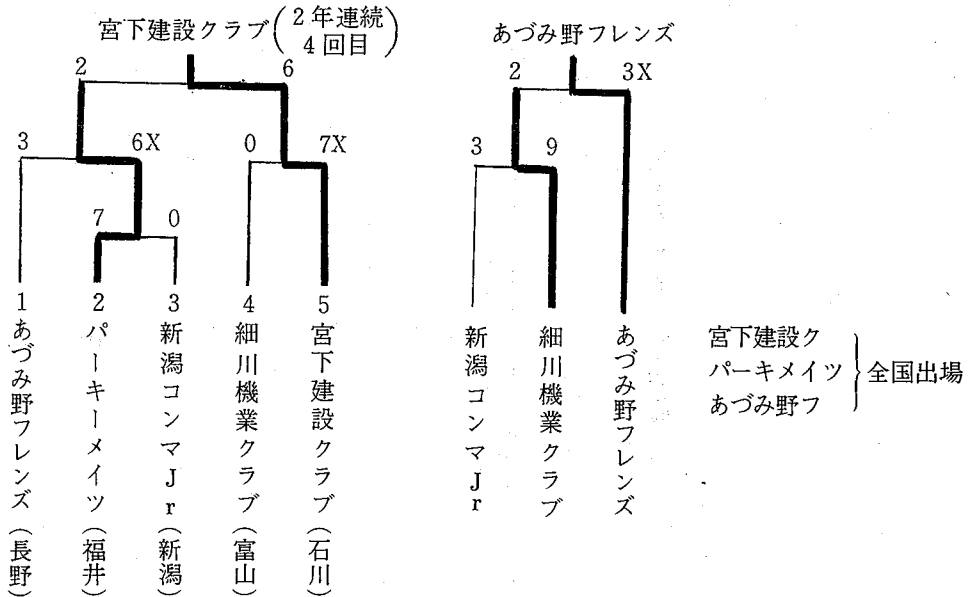 宮下建設クラブ(2年連続 4回目)
2 6
3 6X 0 7X
7 0
1 あづみ野フレンズ(長野)
2 パーキーメイツ(福井)
3 新潟コンマJr(新潟)
4 細川機業クラブ(富山)
5 宮下建設クラブ(石川)
あづみ野フレンズ
2 3X
3 9
新潟コンマJr
細川機業クラブ
あづみ野フレンズ
宮下建設ク
パーキメイツ
あづみ野フ
全国出場